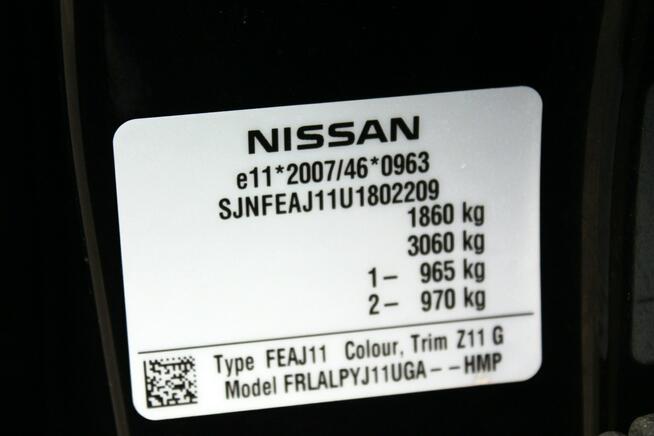 NISSAN
e11*2007/46*0963
SJNFEAJ11U1802209
1860 kg
3060 kg
1– 965 kg
2– 970 kg
Type FEAJ11 Colour, Trim Z11 G
Model FRLALPYJ11UGA--HMP